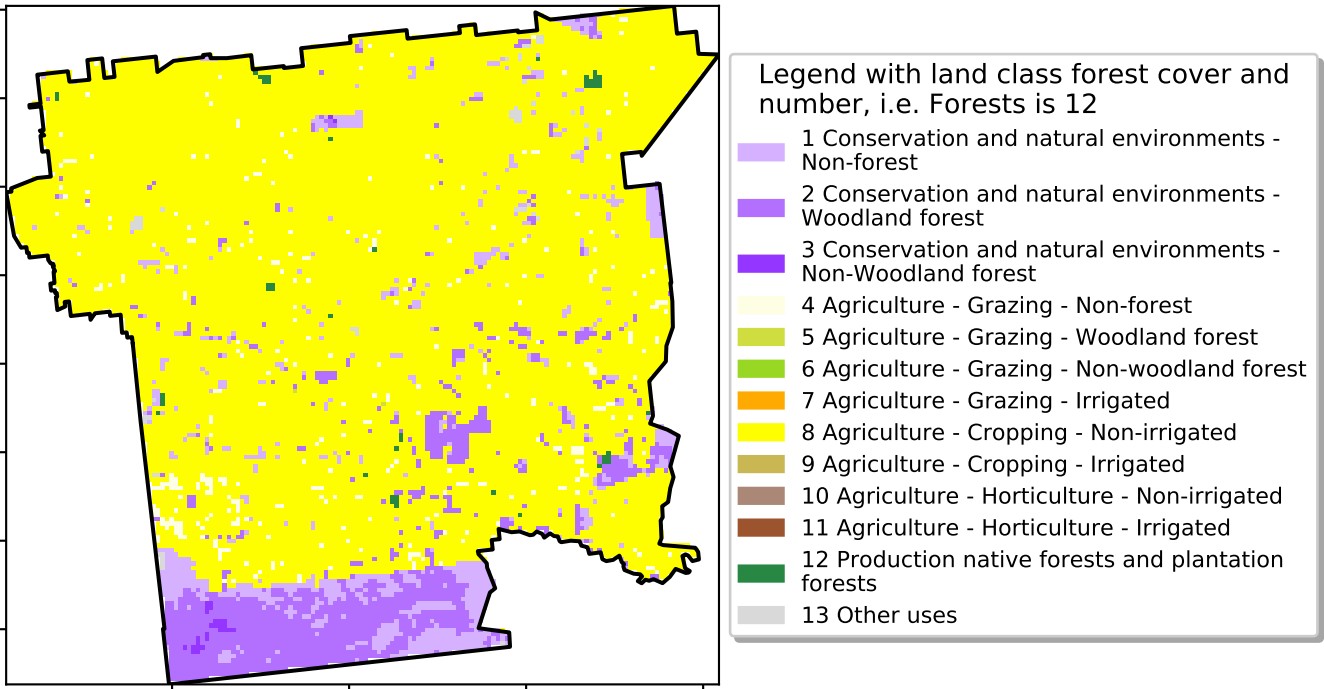 Legend with land class forest cover and
number, i.e. Forests is 12
1 Conservation and natural environments -
Non-forest
2 Conservation and natural environments -
Woodland forest
3 Conservation and natural environments -
Non-Woodland forest
4 Agriculture - Grazing - Non-forest
5 Agriculture - Grazing - Woodland forest
6 Agriculture - Grazing - Non-woodland forest
7 Agriculture - Grazing - Irrigated
8 Agriculture - Cropping - Non-irrigated
9 Agriculture - Cropping - Irrigated
10 Agriculture - Horticulture - Non-irrigated
11 Agriculture - Horticulture - Irrigated
12 Production native forests and plantation
forests
13 Other uses